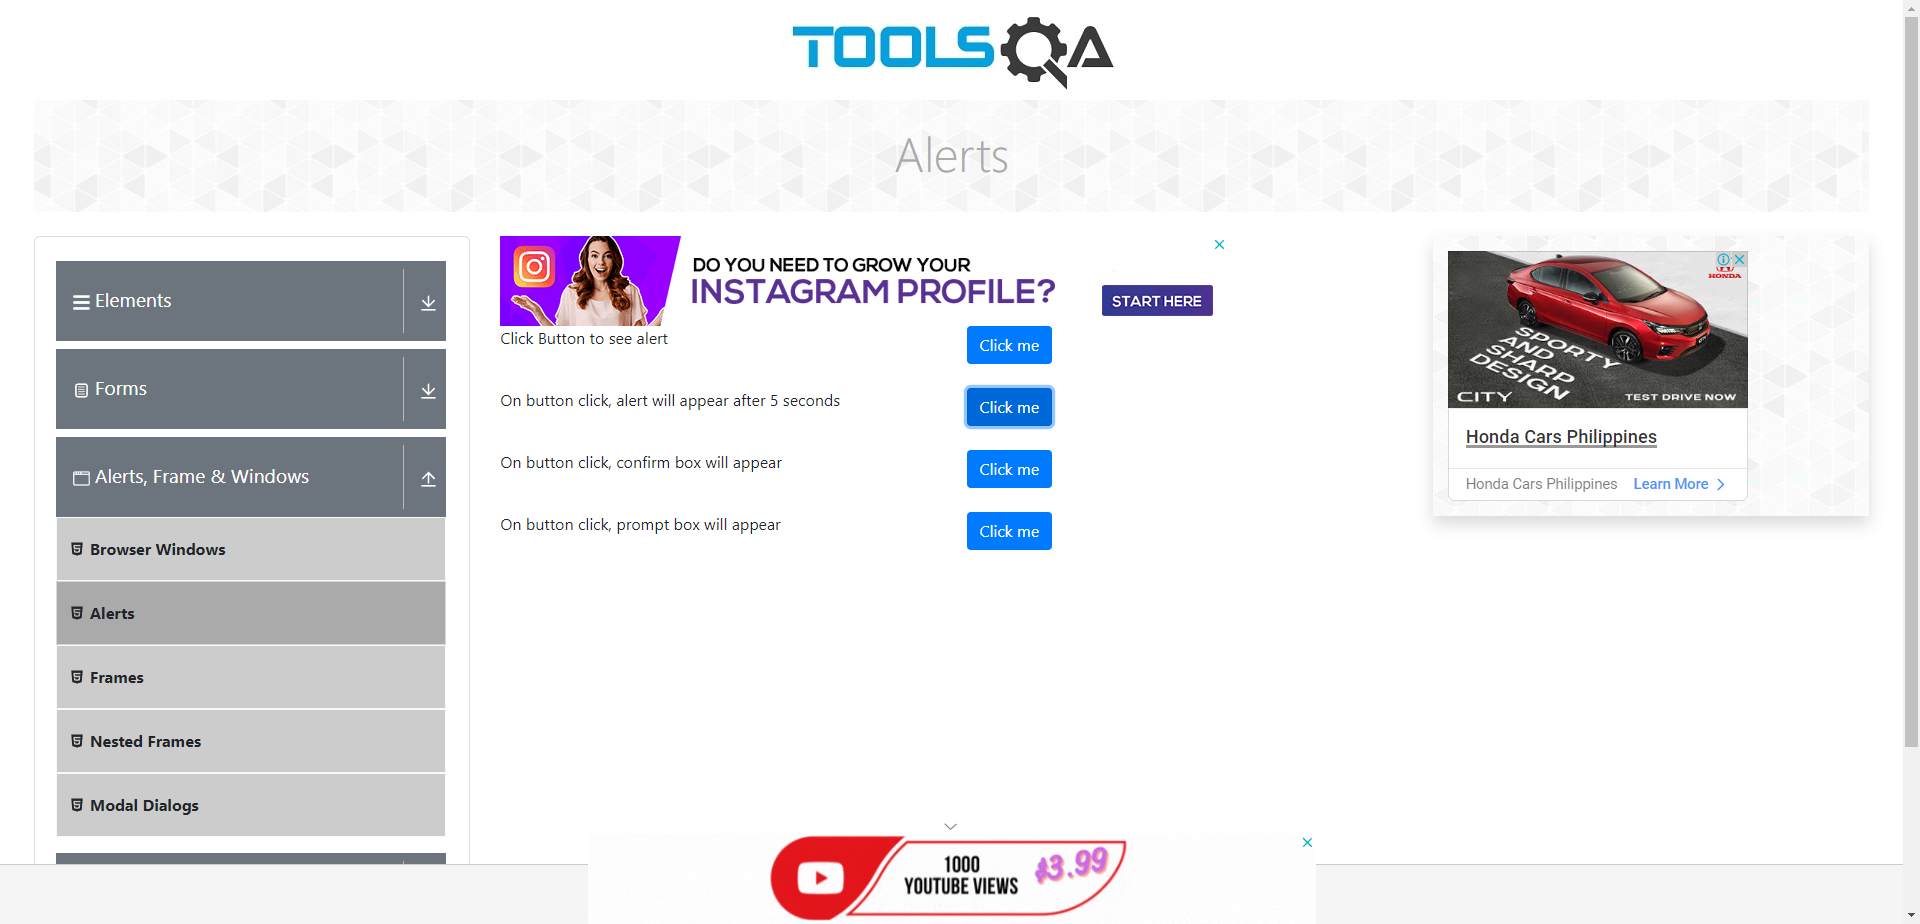 TOOLSQA
Alerts
Elements
Forms
Alerts, Frame & Windows
Browser Windows
Alerts
Frames
Nested Frames
Modal Dialogs
DO YOU NEED TO GROW YOUR
INSTAGRAM PROFILE?
START HERE
Click Button to see alert
Click me
On button click, alert will appear after 5 seconds
Click me
On button click, confirm box will appear
Click me
On button click, prompt box will appear
Click me
HONDA
SPORTY
AND
SHARP
DESIGN
CITY
TEST DRIVE NOW
Honda Cars Philippines
Honda Cars Philippines
Learn More
1000
YOUTUBE VIEWS
$3.99